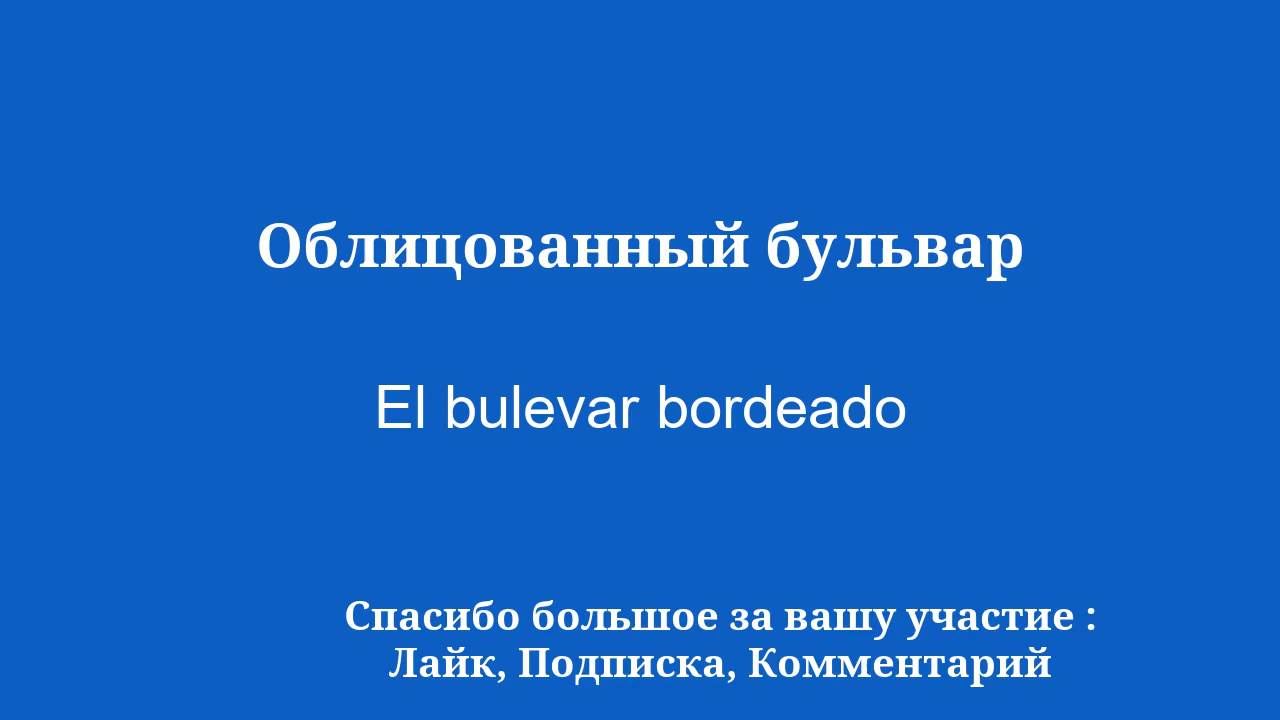 Облицованный бульвар
El bulevar bordeado
Спасибо большое за вашу участие :
Лайк, Подписка, Комментарий